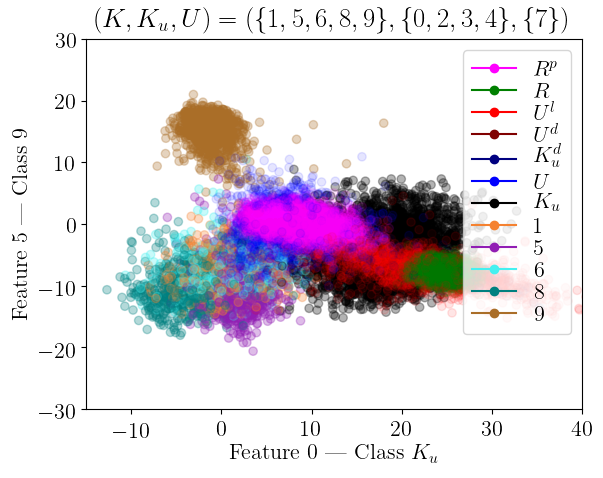 (K, K_u, U) = ({1, 5, 6, 8, 9}, {0, 2, 3, 4}, {7})
30
20
10
0
−10
−20
−30
Feature 5 — Class 9
R^p
R
U^l
U^d
K_u^d
U
K_u
1
5
6
8
9
−10
0
10
20
30
40
Feature 0 — Class K_u